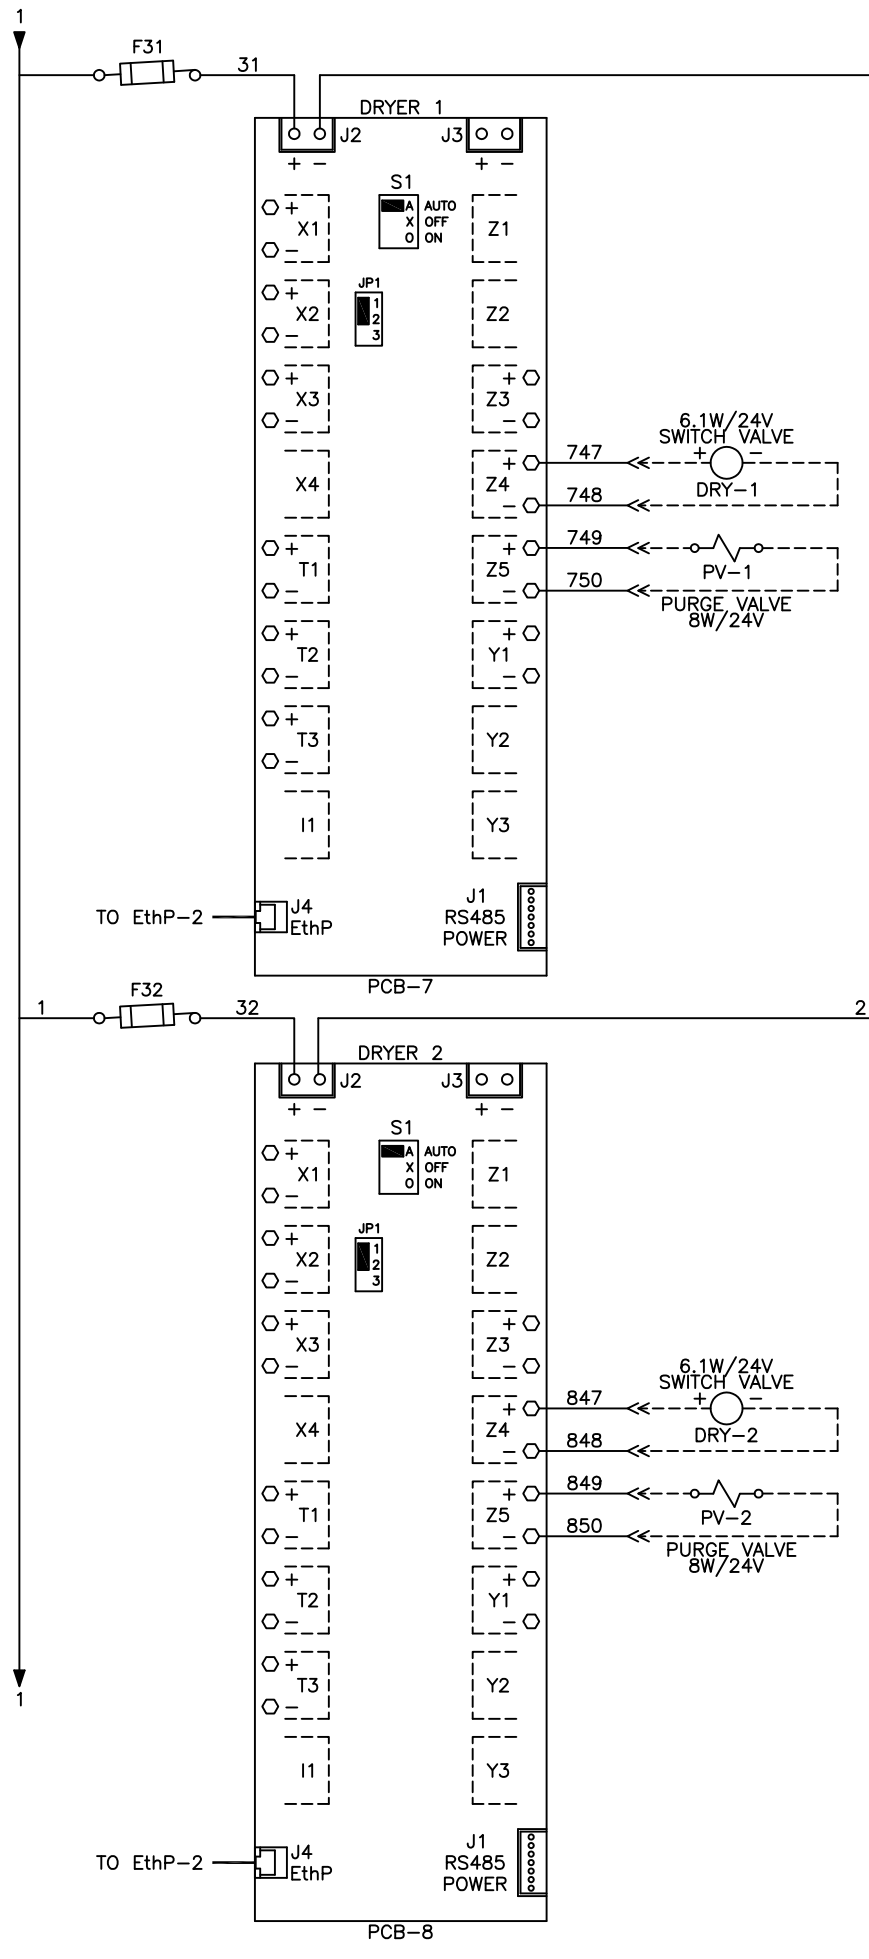 1
F31
31
DRYER 1
J2 J3
+ − + −
S1
A AUTO
X OFF
O ON
+ X1 −
Z1
JP1
1
2
3
+ X2 −
Z2
+ X3 −
+ Z3 −
6.1W/24V
SWITCH VALVE
+ −
DRY−1
X4
+ Z4 −
747
748
+ T1 −
+ Z5 −
749
750
PV−1
PURGE VALVE
8W/24V
+ T2 −
+ Y1 −
+ T3 −
Y2
I1
Y3
TO EthP−2
J4
EthP
J1
RS485
POWER
PCB−7
1
F32
32
2
DRYER 2
J2 J3
+ − + −
S1
A AUTO
X OFF
O ON
+ X1 −
Z1
JP1
1
2
3
+ X2 −
Z2
+ X3 −
+ Z3 −
6.1W/24V
SWITCH VALVE
+ −
DRY−2
X4
+ Z4 −
847
848
+ T1 −
+ Z5 −
849
850
PV−2
PURGE VALVE
8W/24V
+ T2 −
+ Y1 −
+ T3 −
Y2
1
I1
Y3
TO EthP−2
J4
EthP
J1
RS485
POWER
PCB−8